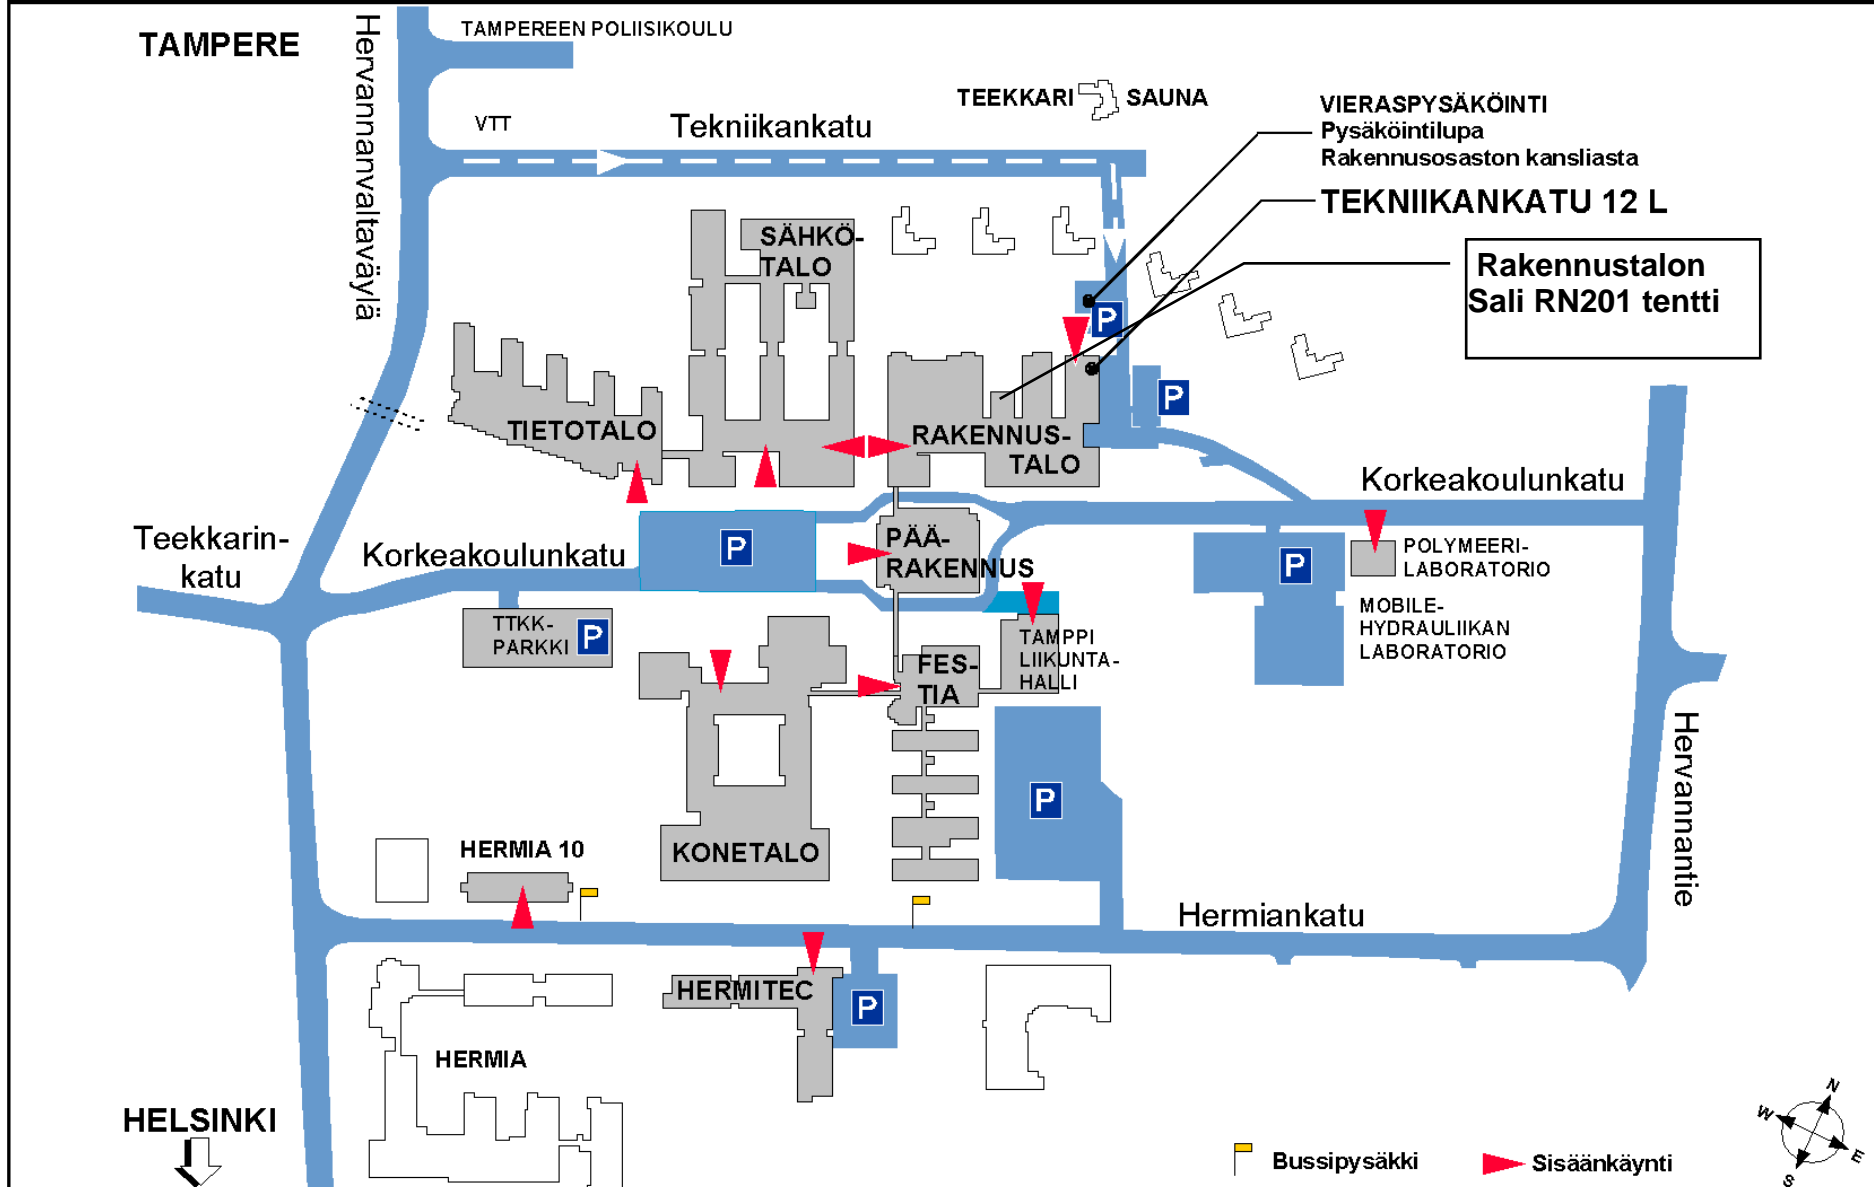 TAMPERE
Hervannanvaltaväylä
TAMPEREEN POLIISIKOULU
VTT
Tekniikankatu
TEEKKARI SAUNA
VIERASPYSÄKÖINTI
Pysäköintilupa
Rakennusosaston kansliasta
TEKNIIKANKATU 12 L
Rakennustalon
Sali RN201 tentti
SÄHKÖ-
TALO
P
P
TIETOTALO
RAKENNUS-
TALO
Korkeakoulunkatu
Teekkarin-
katu
Korkeakoulunkatu
P
PÄÄ-
RAKENNUS
P
POLYMEERI-
LABORATORIO
TTKK-
PARKKI
P
MOBILE-
HYDRAULIIKAN
LABORATORIO
TAMPPI
LIIKUNTA-
HALLI
FES-
TIA
Hervannantie
P
HERMIA 10
KONETALO
Hermiankatu
HERMITEC
P
HERMIA
HELSINKI
Bussipysäkki
Sisäänkäynti
N
W
E
S